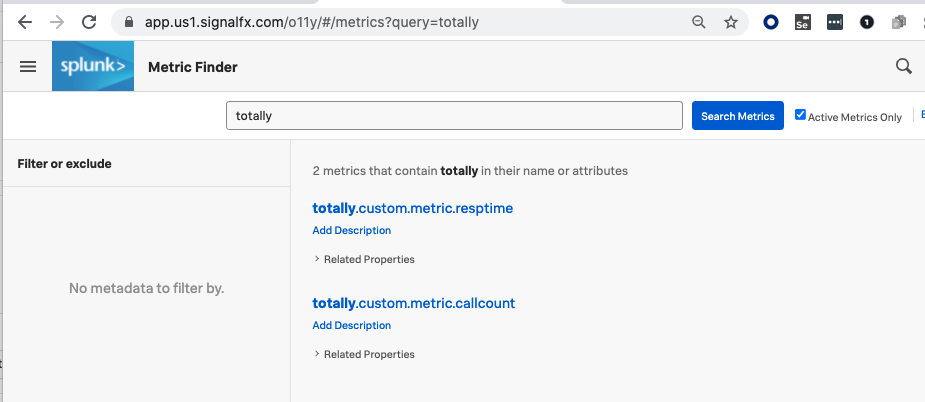 app.us1.signalfx.com/o11y/#/metrics?query=totally
Se
1
splunk>
Metric Finder
totally
Search Metrics
Active Metrics Only
Filter or exclude
2 metrics that contain totally in their name or attributes
totally.custom.metric.resptime
Add Description
> Related Properties
No metadata to filter by.
totally.custom.metric.callcount
Add Description
> Related Properties